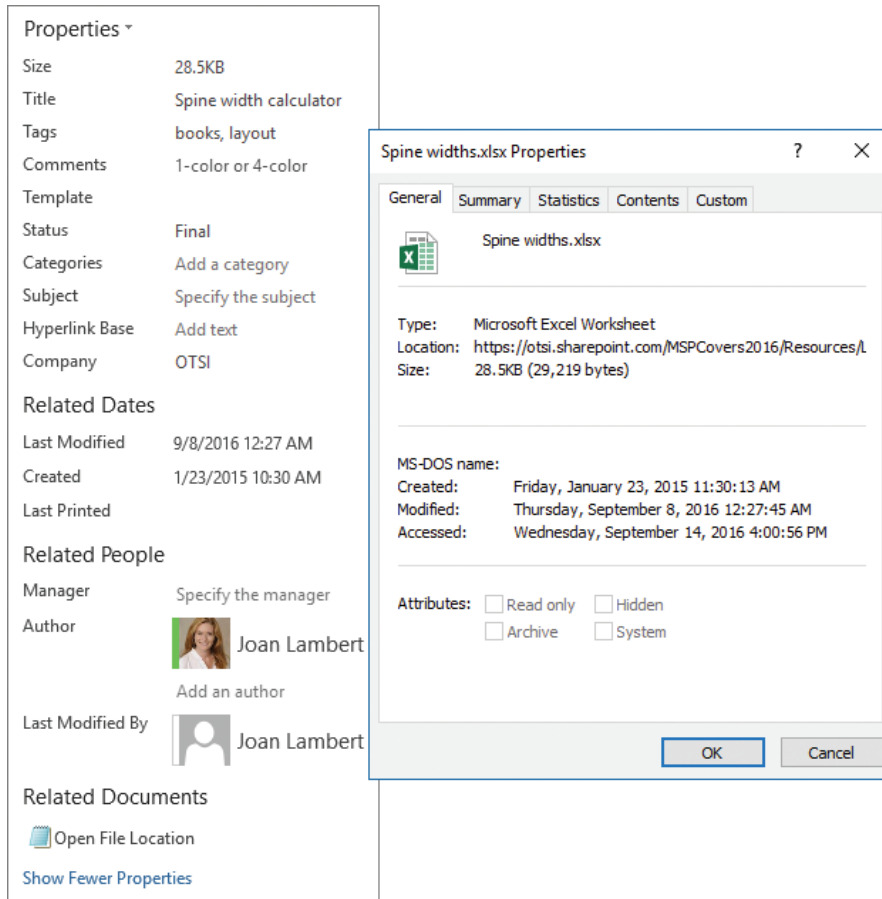 Properties
Size 28.5KB
Title Spine width calculator
Tags books, layout
Comments 1-color or 4-color
Template
Status Final
Categories Add a category
Subject Specify the subject
Hyperlink Base Add text
Company OTSI
Related Dates
Last Modified 9/8/2016 12:27 AM
Created 1/23/2015 10:30 AM
Last Printed
Related People
Manager Specify the manager
Author Joan Lambert
Add an author
Last Modified By Joan Lambert
Related Documents
Open File Location
Show Fewer Properties
Spine widths.xlsx Properties ? X
General Summary Statistics Contents Custom
Spine widths.xlsx
Type: Microsoft Excel Worksheet
Location: https://otsi.sharepoint.com/MSPCovers2016/Resources/L
Size: 28.5KB (29,219 bytes)
MS-DOS name:
Created: Friday, January 23, 2015 11:30:13 AM
Modified: Thursday, September 8, 2016 12:27:45 AM
Accessed: Wednesday, September 14, 2016 4:00:56 PM
Attributes: Read only Hidden
Archive System
OK Cancel